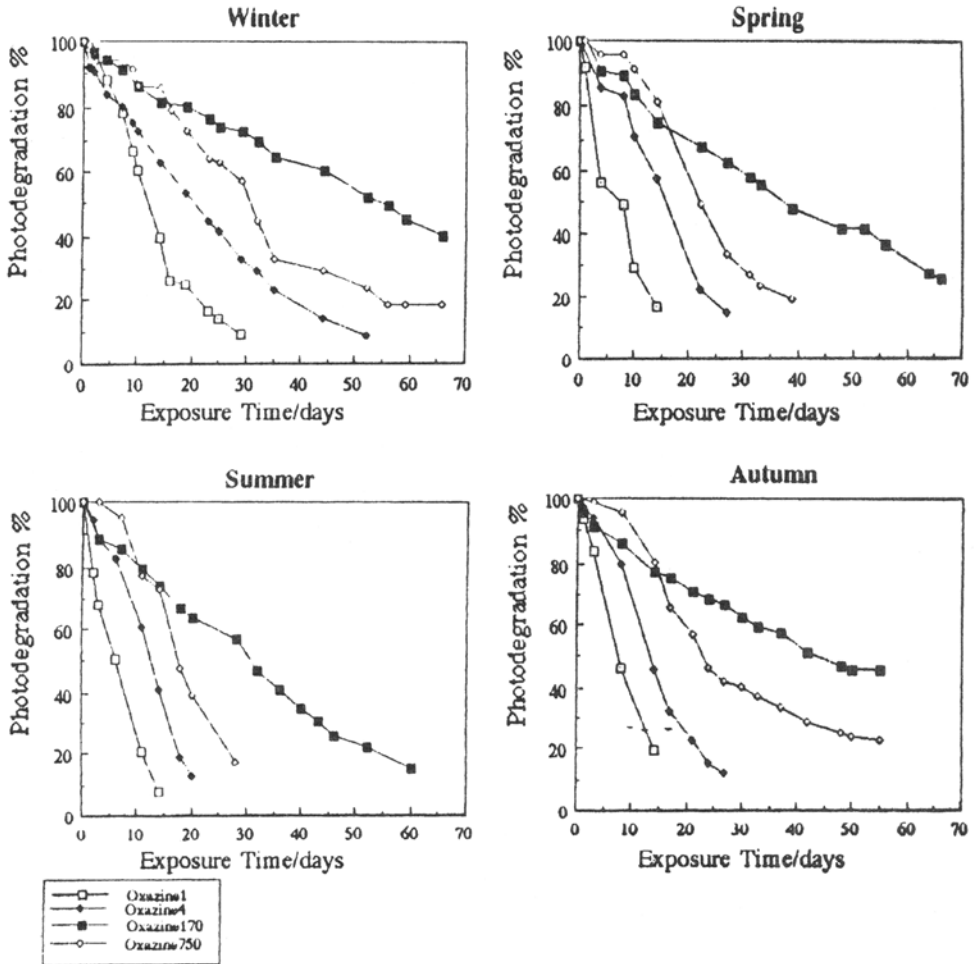 Winter
Photodegradation %
100
80
60
40
20
0
0 10 20 30 40 50 60 70
Exposure Time/days
Spring
Photodegradation %
100
80
60
40
20
0
0 10 20 30 40 50 60 70
Exposure Time/days
Summer
Photodegradation %
100
80
60
40
20
0
0 10 20 30 40 50 60 70
Exposure Time/days
Autumn
Photodegradation %
100
80
60
40
20
0
0 10 20 30 40 50 60 70
Exposure Time/days
Oxazine1
Oxazine4
Oxazine170
Oxazine750